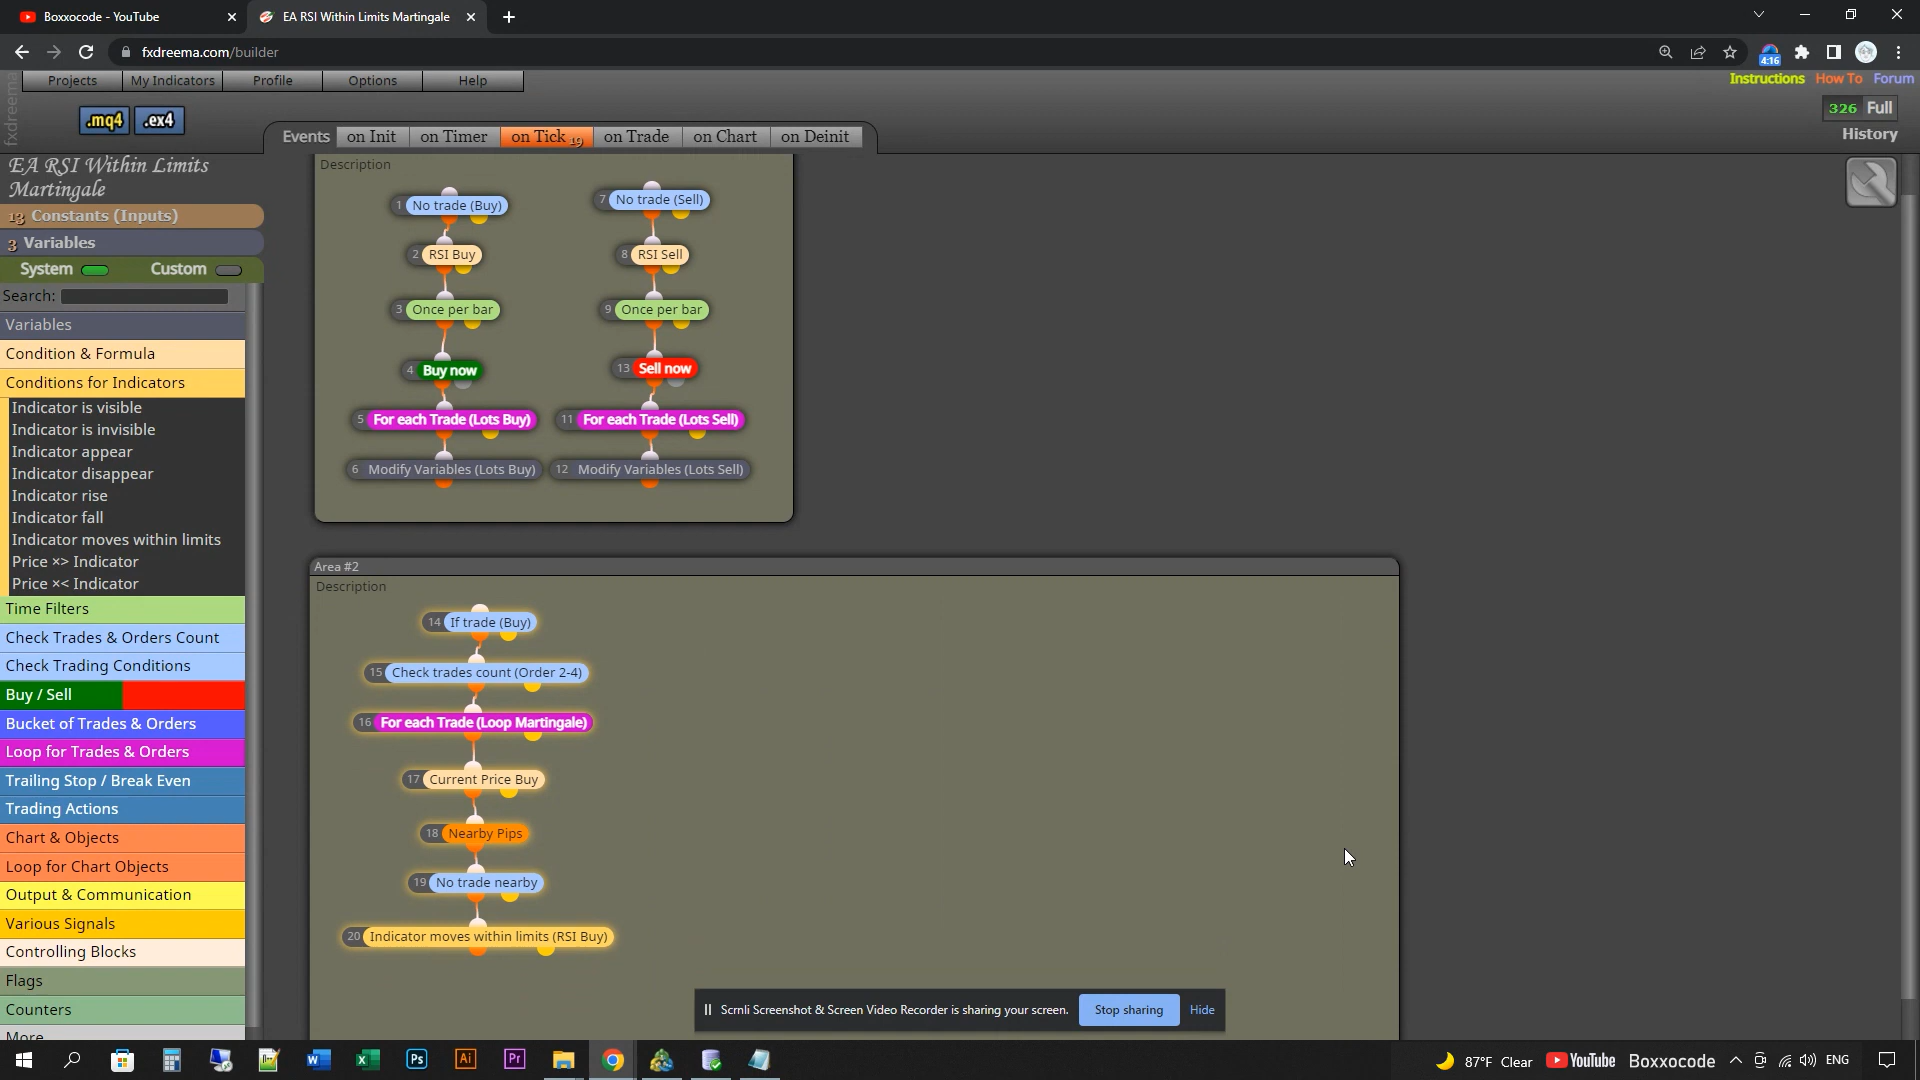 Boxxocode - YouTube
EA RSI Within Limits Martingale
fxdreema.com/builder
4:16
Projects
My Indicators
Profile
Options
Help
Instructions
How To
Forum
fxdreema
.mq4
.ex4
Events
on Init
on Timer
on Tick 19
on Trade
on Chart
on Deinit
326 Full
History
EA RSI Within Limits
Martingale
13 Constants (Inputs)
3 Variables
System
Custom
Search:
Variables
Condition & Formula
Conditions for Indicators
Indicator is visible
Indicator is invisible
Indicator appear
Indicator disappear
Indicator rise
Indicator fall
Indicator moves within limits
Price ×> Indicator
Price ×< Indicator
Time Filters
Check Trades & Orders Count
Check Trading Conditions
Buy / Sell
Bucket of Trades & Orders
Loop for Trades & Orders
Trailing Stop / Break Even
Trading Actions
Chart & Objects
Loop for Chart Objects
Output & Communication
Various Signals
Controlling Blocks
Flags
Counters
More
Description
1 No trade (Buy)
7 No trade (Sell)
2 RSI Buy
8 RSI Sell
3 Once per bar
9 Once per bar
4 Buy now
13 Sell now
5 For each Trade (Lots Buy)
11 For each Trade (Lots Sell)
6 Modify Variables (Lots Buy)
12 Modify Variables (Lots Sell)
Area #2
Description
14 If trade (Buy)
15 Check trades count (Order 2-4)
16 For each Trade (Loop Martingale)
17 Current Price Buy
18 Nearby Pips
19 No trade nearby
20 Indicator moves within limits (RSI Buy)
Scrnli Screenshot & Screen Video Recorder is sharing your screen.
Stop sharing
Hide
Ps
Ai
Pr
87°F Clear
YouTube
Boxxocode
ENG